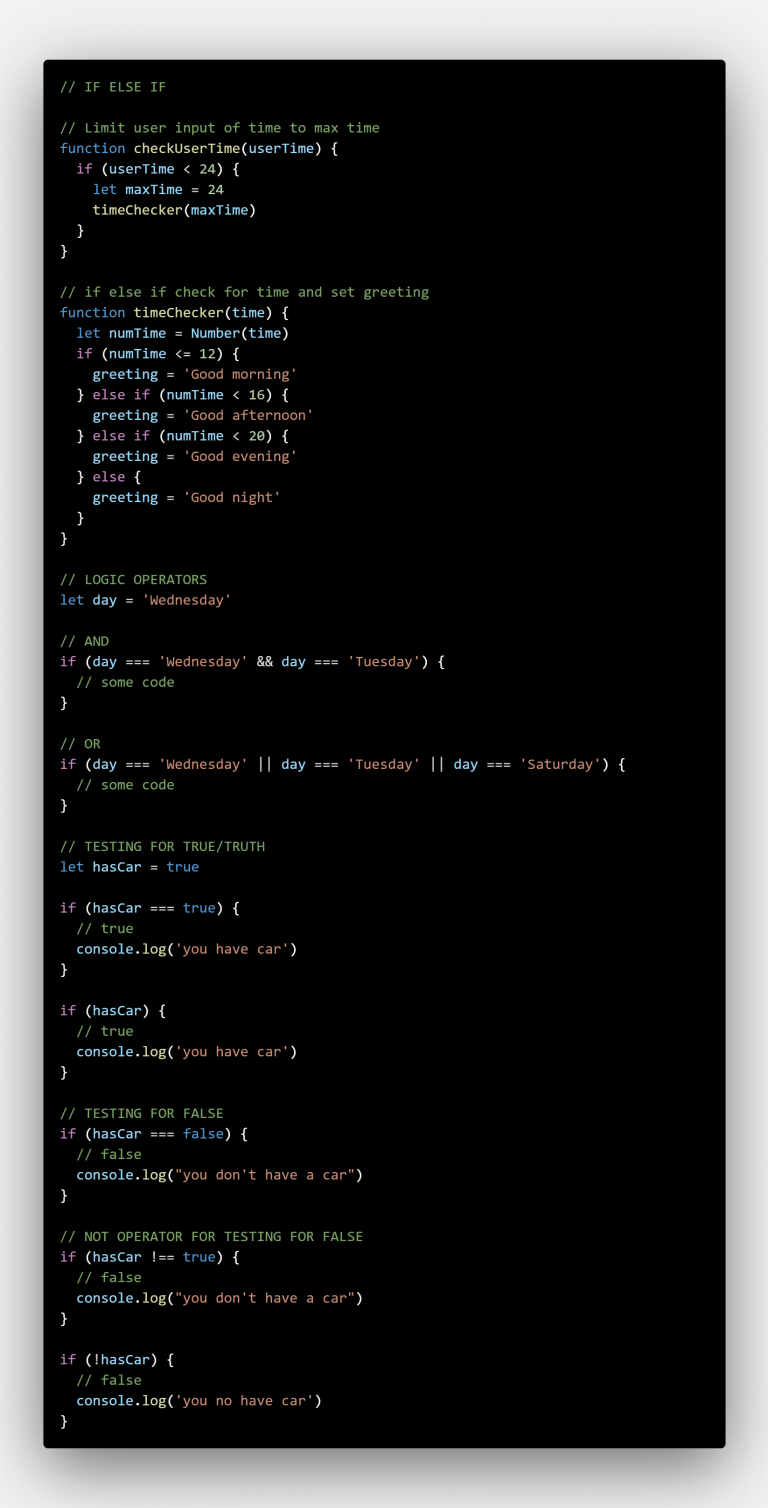 // IF ELSE IF

// Limit user input of time to max time
function checkUserTime(userTime) {
  if (userTime < 24) {
    let maxTime = 24
    timeChecker(maxTime)
  }
}

// if else if check for time and set greeting
function timeChecker(time) {
  let numTime = Number(time)
  if (numTime <= 12) {
    greeting = 'Good morning'
  } else if (numTime < 16) {
    greeting = 'Good afternoon'
  } else if (numTime < 20) {
    greeting = 'Good evening'
  } else {
    greeting = 'Good night'
  }
}

// LOGIC OPERATORS
let day = 'Wednesday'

// AND
if (day === 'Wednesday' && day === 'Tuesday') {
  // some code
}

// OR
if (day === 'Wednesday' || day === 'Tuesday' || day === 'Saturday') {
  // some code
}

// TESTING FOR TRUE/TRUTH
let hasCar = true

if (hasCar === true) {
  // true
  console.log('you have car')
}

if (hasCar) {
  // true
  console.log('you have car')
}

// TESTING FOR FALSE
if (hasCar === false) {
  // false
  console.log("you don't have a car")
}

// NOT OPERATOR FOR TESTING FOR FALSE
if (hasCar !== true) {
  // false
  console.log("you don't have a car")
}

if (!hasCar) {
  // false
  console.log('you no have car')
}